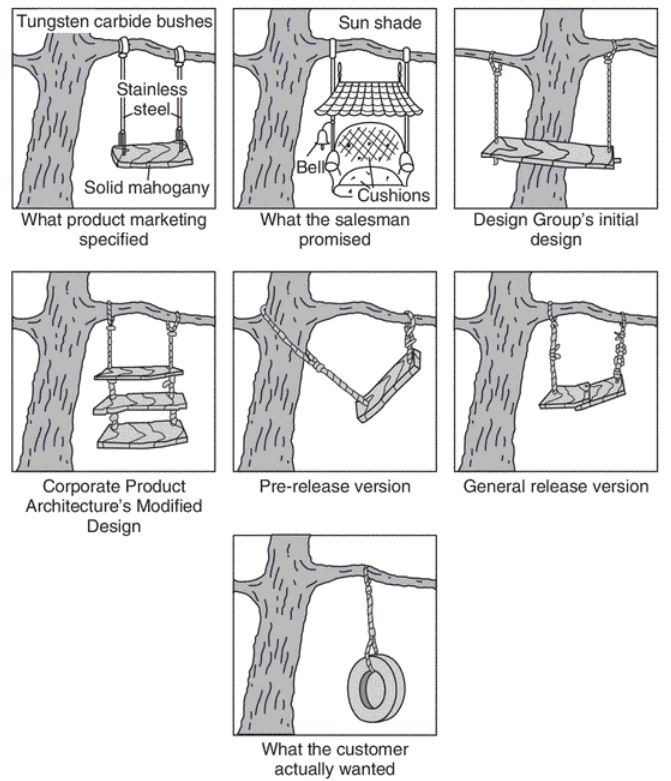 Tungsten carbide bushes
Stainless
steel
Solid mahogany
What product marketing
specified
Sun shade
Bell
Cushions
What the salesman
promised
Design Group's initial
design
Corporate Product
Architecture's Modified
Design
Pre-release version
General release version
What the customer
actually wanted